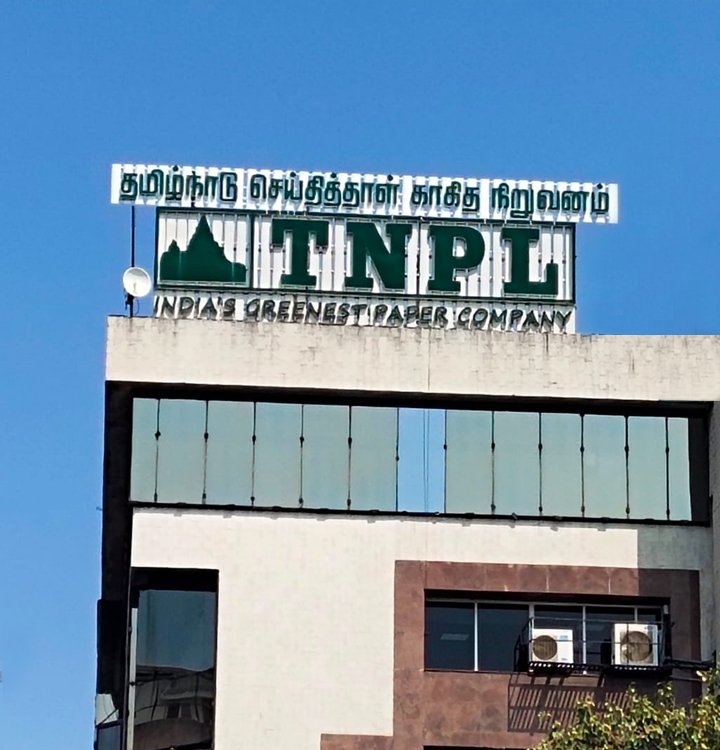 தமிழ்நாடு செய்தித்தாள் காகித நிறுவனம்
TNPL
INDIA'S GREENEST PAPER COMPANY